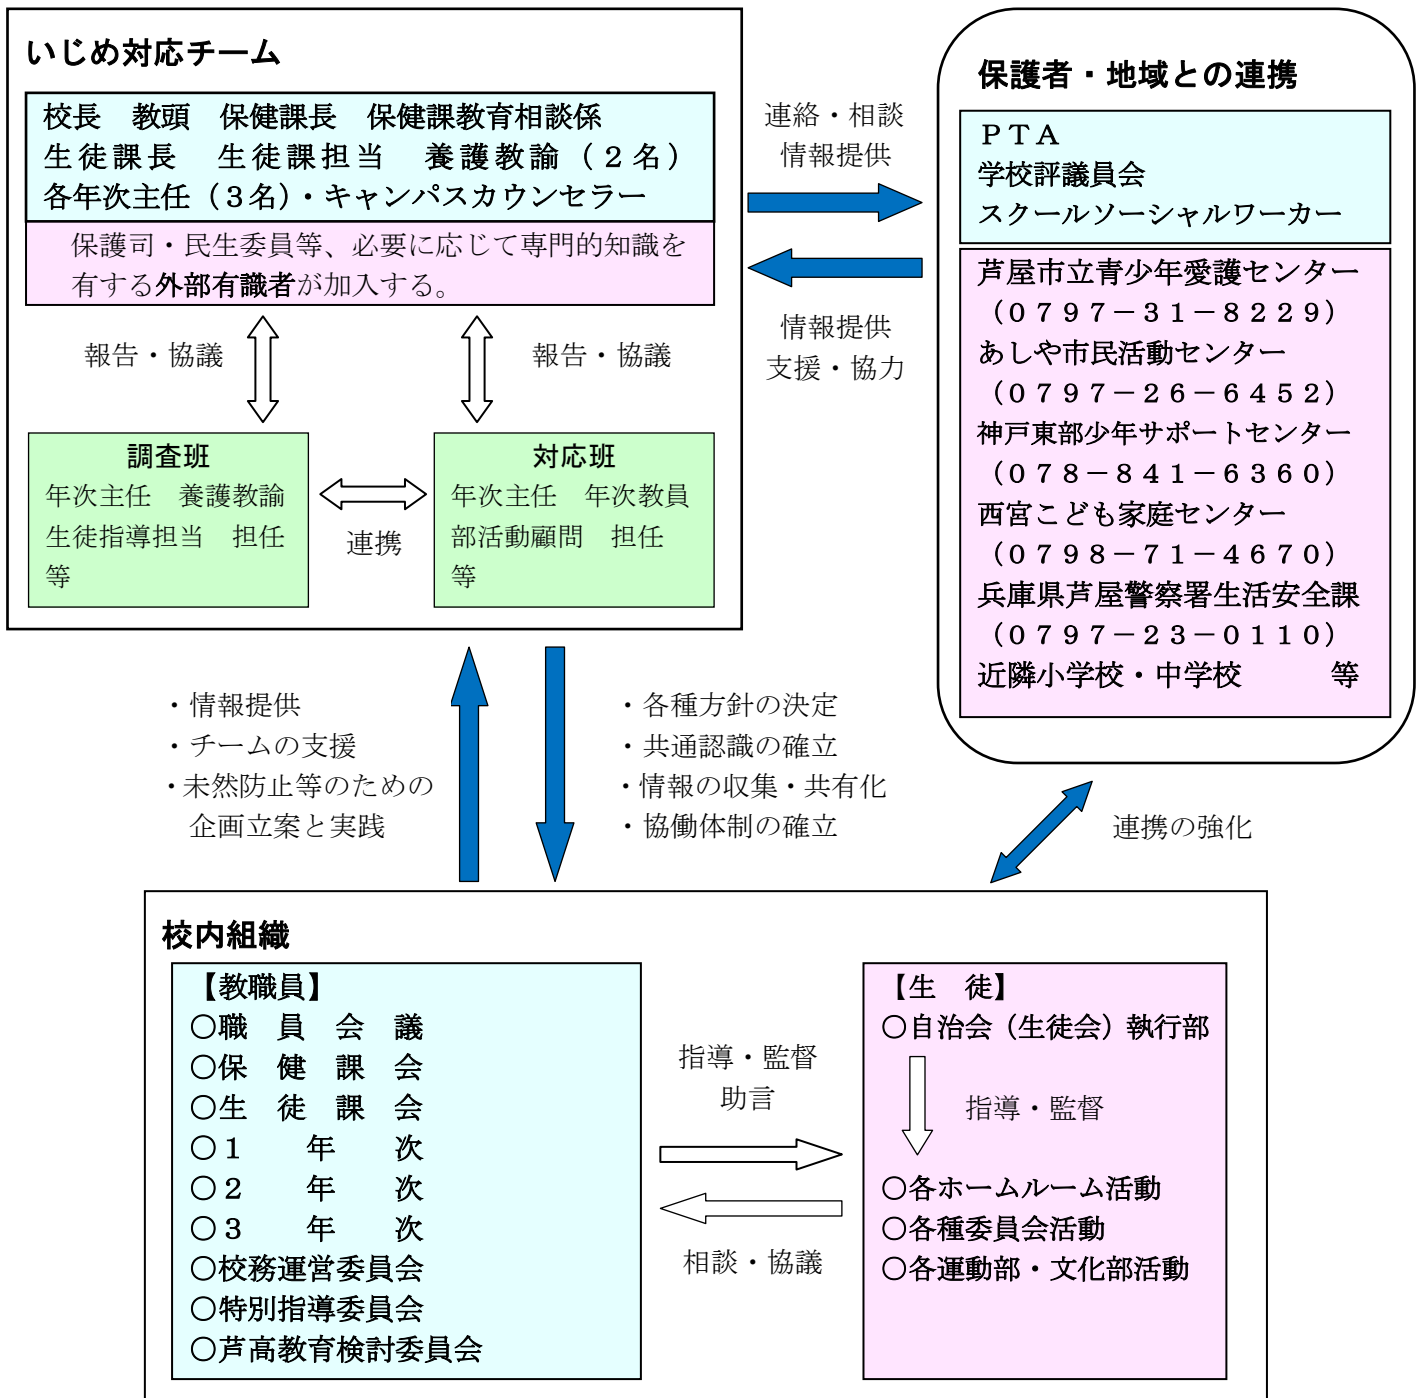 いじめ対応チーム
校長　教頭　保健課長　保健課教育相談係
生徒課長　生徒課担当　養護教諭（２名）
各年次主任（３名）・キャンパスカウンセラー
保護司・民生委員等、必要に応じて専門的知識を
有する外部有識者が加入する。
報告・協議
報告・協議
調査班
年次主任　養護教諭
生徒指導担当　担任
等
連携
対応班
年次主任　年次教員
部活動顧問　担任
等
連絡・相談
情報提供
情報提供
支援・協力
保護者・地域との連携
ＰＴＡ
学校評議員会
スクールソーシャルワーカー
芦屋市立青少年愛護センター
（０７９７－３１－８２２９）
あしや市民活動センター
（０７９７－２６－６４５２）
神戸東部少年サポートセンター
（０７８－８４１－６３６０）
西宮こども家庭センター
（０７９８－７１－４６７０）
兵庫県芦屋警察署生活安全課
（０７９７－２３－０１１０）
近隣小学校・中学校　　　等
・情報提供
・チームの支援
・未然防止等のための
企画立案と実践
・各種方針の決定
・共通認識の確立
・情報の収集・共有化
・協働体制の確立
連携の強化
校内組織
【教職員】
○職　員　会　議
○保　健　課　会
○生　徒　課　会
○１　　年　　次
○２　　年　　次
○３　　年　　次
○校務運営委員会
○特別指導委員会
○芦高教育検討委員会
指導・監督
助言
相談・協議
【生　徒】
○自治会（生徒会）執行部
指導・監督
○各ホームルーム活動
○各種委員会活動
○各運動部・文化部活動